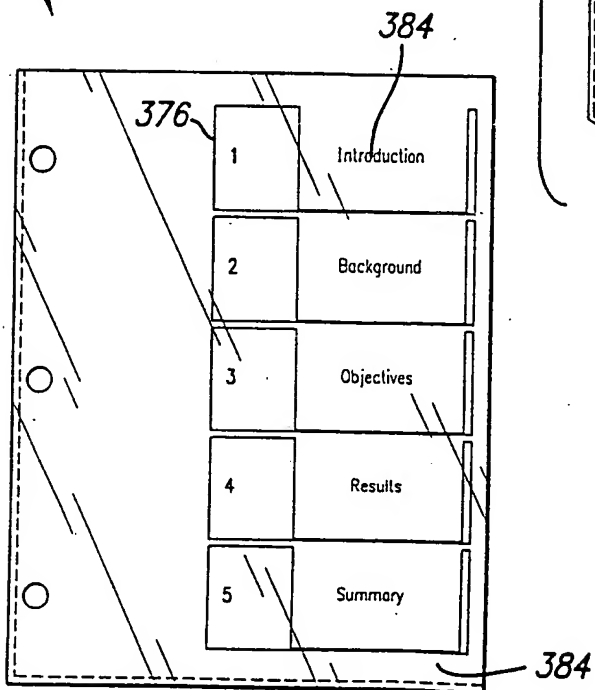 384
376
1 Introduction
2 Background
3 Objectives
4 Results
5 Summary
384